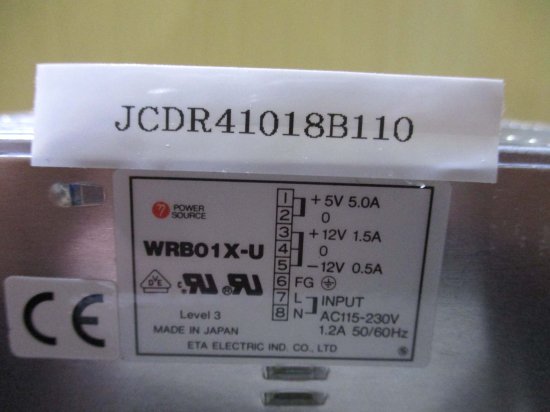 JCDR41018B110
POWER
SOURCE
WRB01X-U
Level 3
MADE IN JAPAN
1 +5V 5.0A
2 0
3 +12V 1.5A
4 0
5 -12V 0.5A
6 FG
7 L INPUT
8 N AC115-230V
1.2A 50/60Hz
ETA ELECTRIC IND. CO., LTD
CE